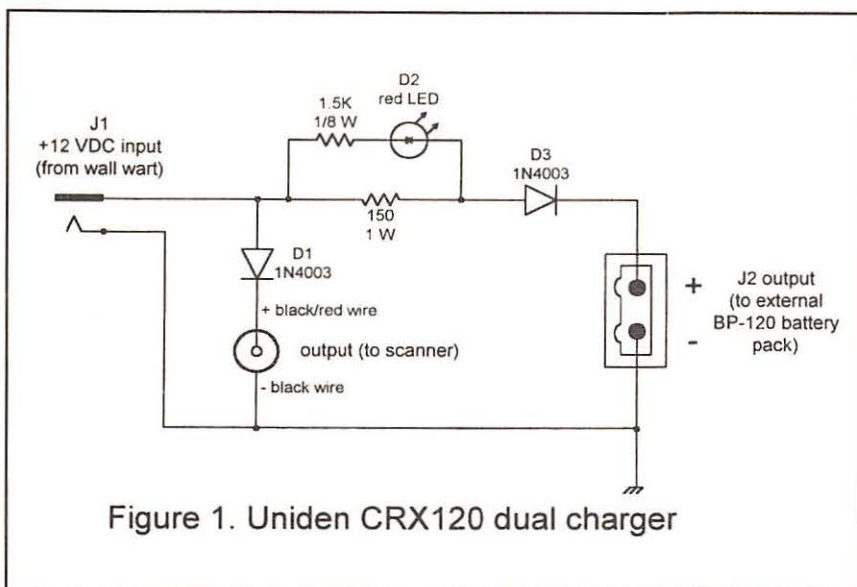 D2
red LED
1.5K
1/8 W
J1
+12 VDC input
(from wall wart)
D3
1N4003
150
1 W
D1
1N4003
+ black/red wire
output (to scanner)
- black wire
+
-
J2 output
(to external
BP-120 battery
pack)
Figure 1. Uniden CRX120 dual charger